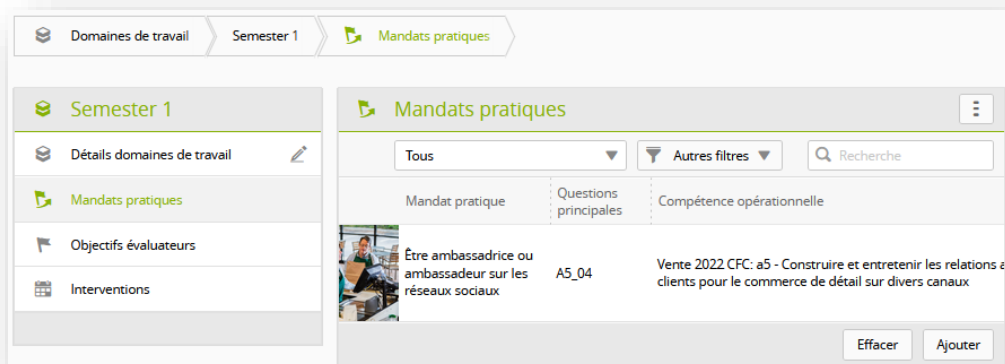 Domaines de travail Semester 1 Mandats pratiques
Semester 1
Détails domaines de travail
Mandats pratiques
Objectifs évaluateurs
Interventions
Mandats pratiques
Tous Autres filtres Recherche
Mandat pratique Questions principales Compétence opérationnelle
Être ambassadrice ou
ambassadeur sur les
réseaux sociaux
A5_04
Vente 2022 CFC: a5 - Construire et entretenir les relations
clients pour le commerce de détail sur divers canaux
Effacer Ajouter